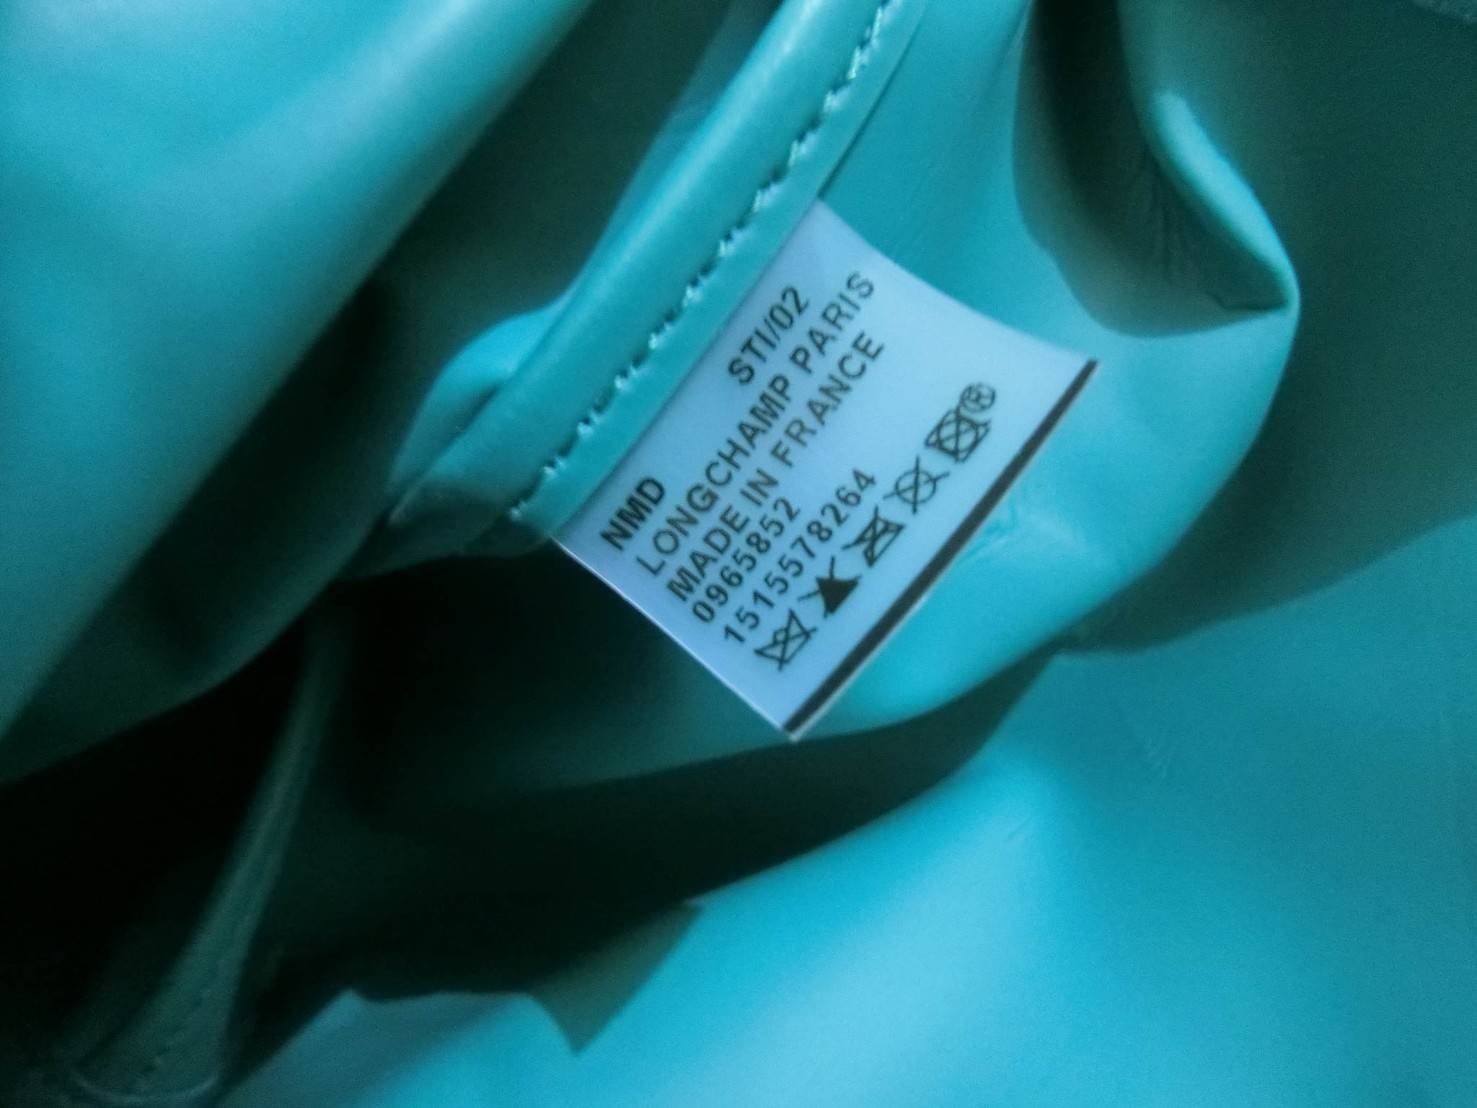 NMD STI/02
LONGCHAMP PARIS
MADE IN FRANCE
0965852
1515578264
®